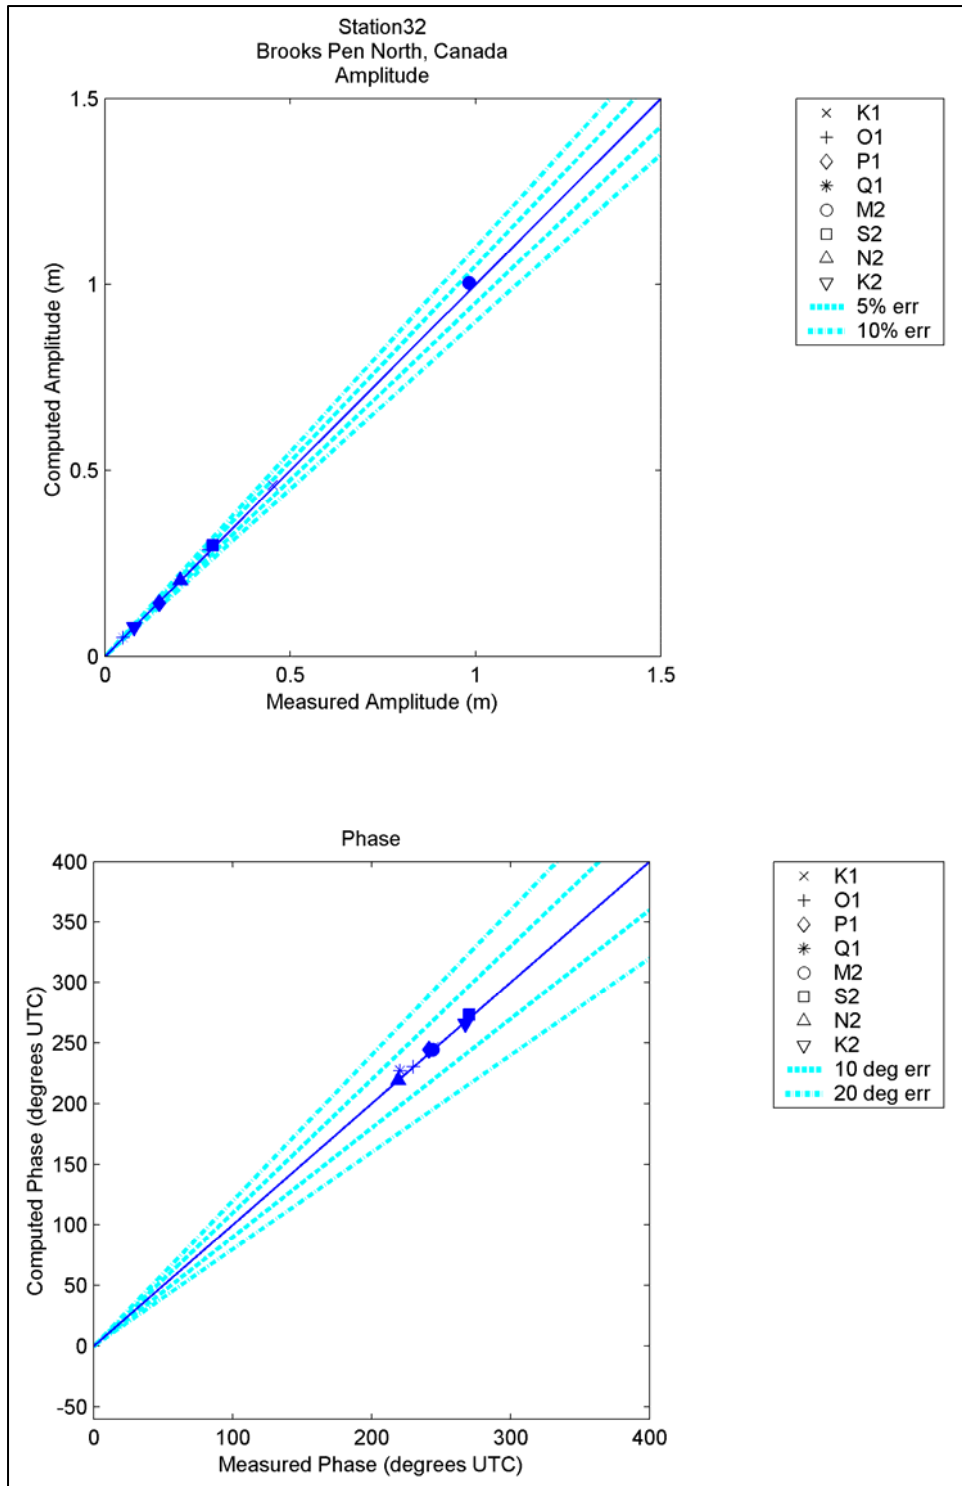 Station32
Brooks Pen North, Canada
Amplitude
1.5
1
0.5
0
0
0.5
1
1.5
Computed Amplitude (m)
Measured Amplitude (m)
K1
O1
P1
Q1
M2
S2
N2
K2
5% err
10% err
Phase
400
350
300
250
200
150
100
50
0
-50
0
100
200
300
400
Computed Phase (degrees UTC)
Measured Phase (degrees UTC)
K1
O1
P1
Q1
M2
S2
N2
K2
10 deg err
20 deg err